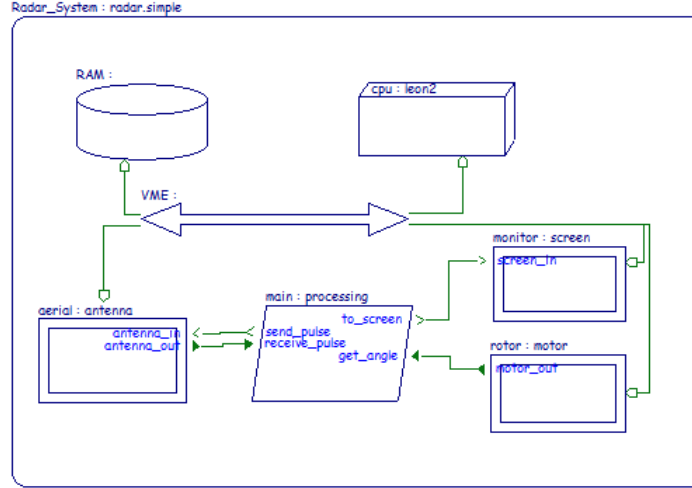 Radar_System : radar.simple
RAM :
cpu : leon2
VME :
monitor : screen
screen_in
aerial : antenna
main : processing
antenna_in
antenna_out
send_pulse
receive_pulse
to_screen
get_angle
rotor : motor
motor_out